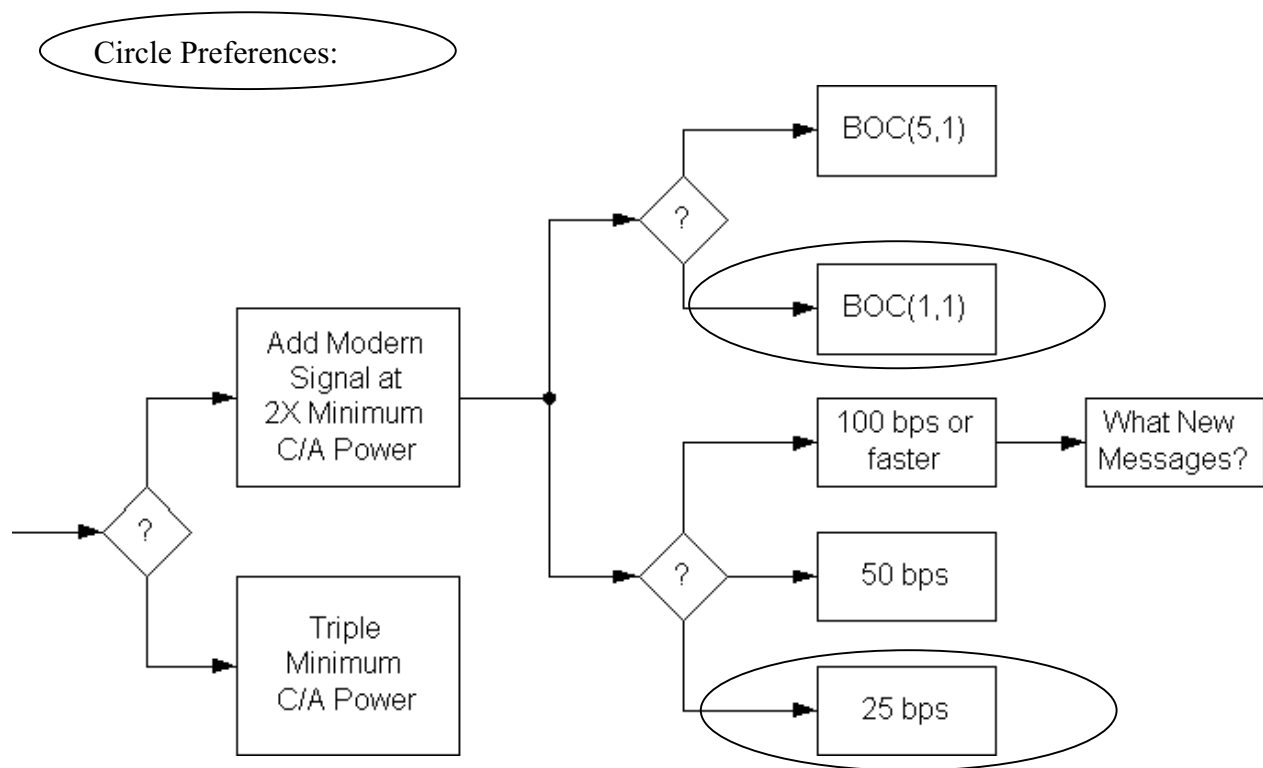 Circle Preferences:
BOC(5,1)
?
BOC(1,1)
Add Modern
Signal at
2X Minimum
C/A Power
100 bps or
faster
What New
Messages?
?
?
50 bps
Triple
Minimum
C/A Power
25 bps